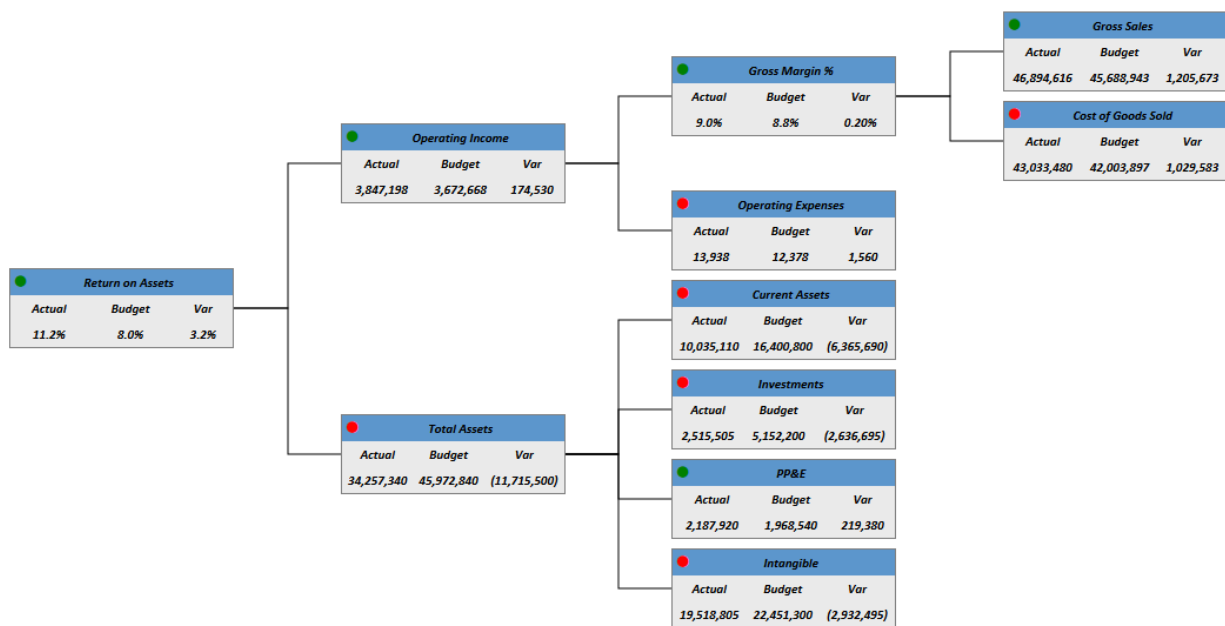 Gross Sales
Actual Budget Var
46,894,616 45,688,943 1,205,673
Gross Margin %
Actual Budget Var
9.0% 8.8% 0.20%
Cost of Goods Sold
Actual Budget Var
43,033,480 42,003,897 1,029,583
Operating Income
Actual Budget Var
3,847,198 3,672,668 174,530
Operating Expenses
Actual Budget Var
13,938 12,378 1,560
Return on Assets
Actual Budget Var
11.2% 8.0% 3.2%
Current Assets
Actual Budget Var
10,035,110 16,400,800 (6,365,690)
Investments
Actual Budget Var
2,515,505 5,152,200 (2,636,695)
Total Assets
Actual Budget Var
34,257,340 45,972,840 (11,715,500)
PP&E
Actual Budget Var
2,187,920 1,968,540 219,380
Intangible
Actual Budget Var
19,518,805 22,451,300 (2,932,495)